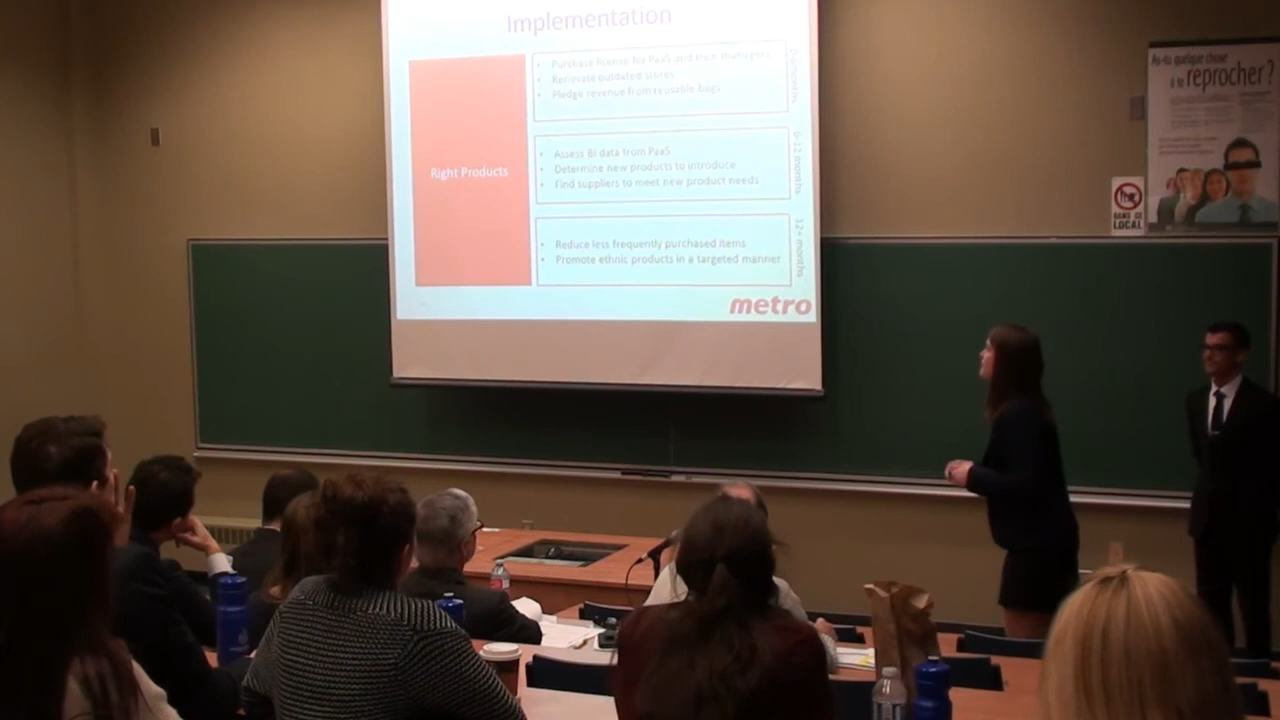 Implementation
Right Products
• Purchase license for PaaS and train managers
• Renovate outdated stores
• Pledge revenue from reusable bags
0-6 months
• Assess BI data from PaaS
• Determine new products to introduce
• Find suppliers to meet new product needs
6-12 months
• Reduce less frequently purchased items
• Promote ethnic products in a targeted manner
12+ months
metro
As-tu quelque chose
à te reprocher?
DANS CE
LOCAL